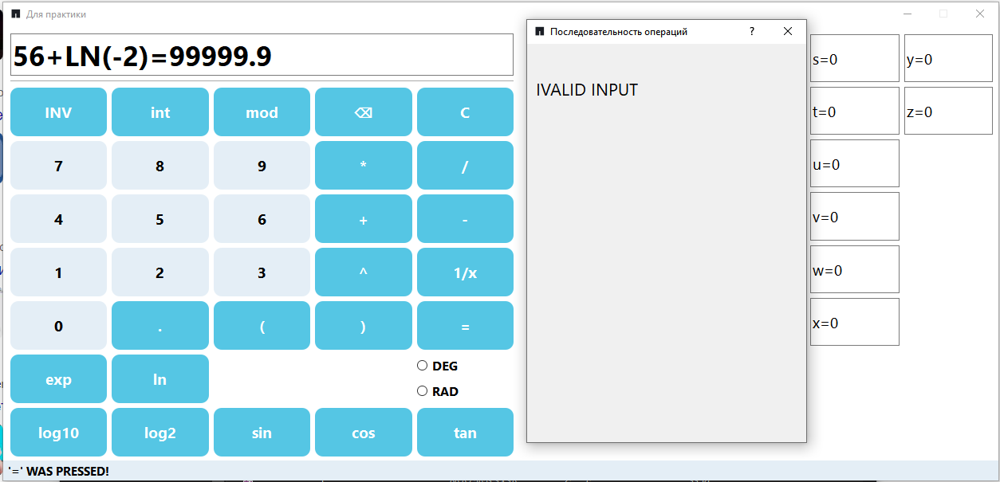 Для практики
56+LN(-2)=99999.9
INV int mod ⌫ C
7 8 9 * /
4 5 6 + -
1 2 3 ^ 1/x
0 . ( ) =
exp ln
DEG
RAD
log10 log2 sin cos tan
'=' WAS PRESSED!
Последовательность операций ?
IVALID INPUT
s=0 y=0
t=0 z=0
u=0
v=0
w=0
x=0